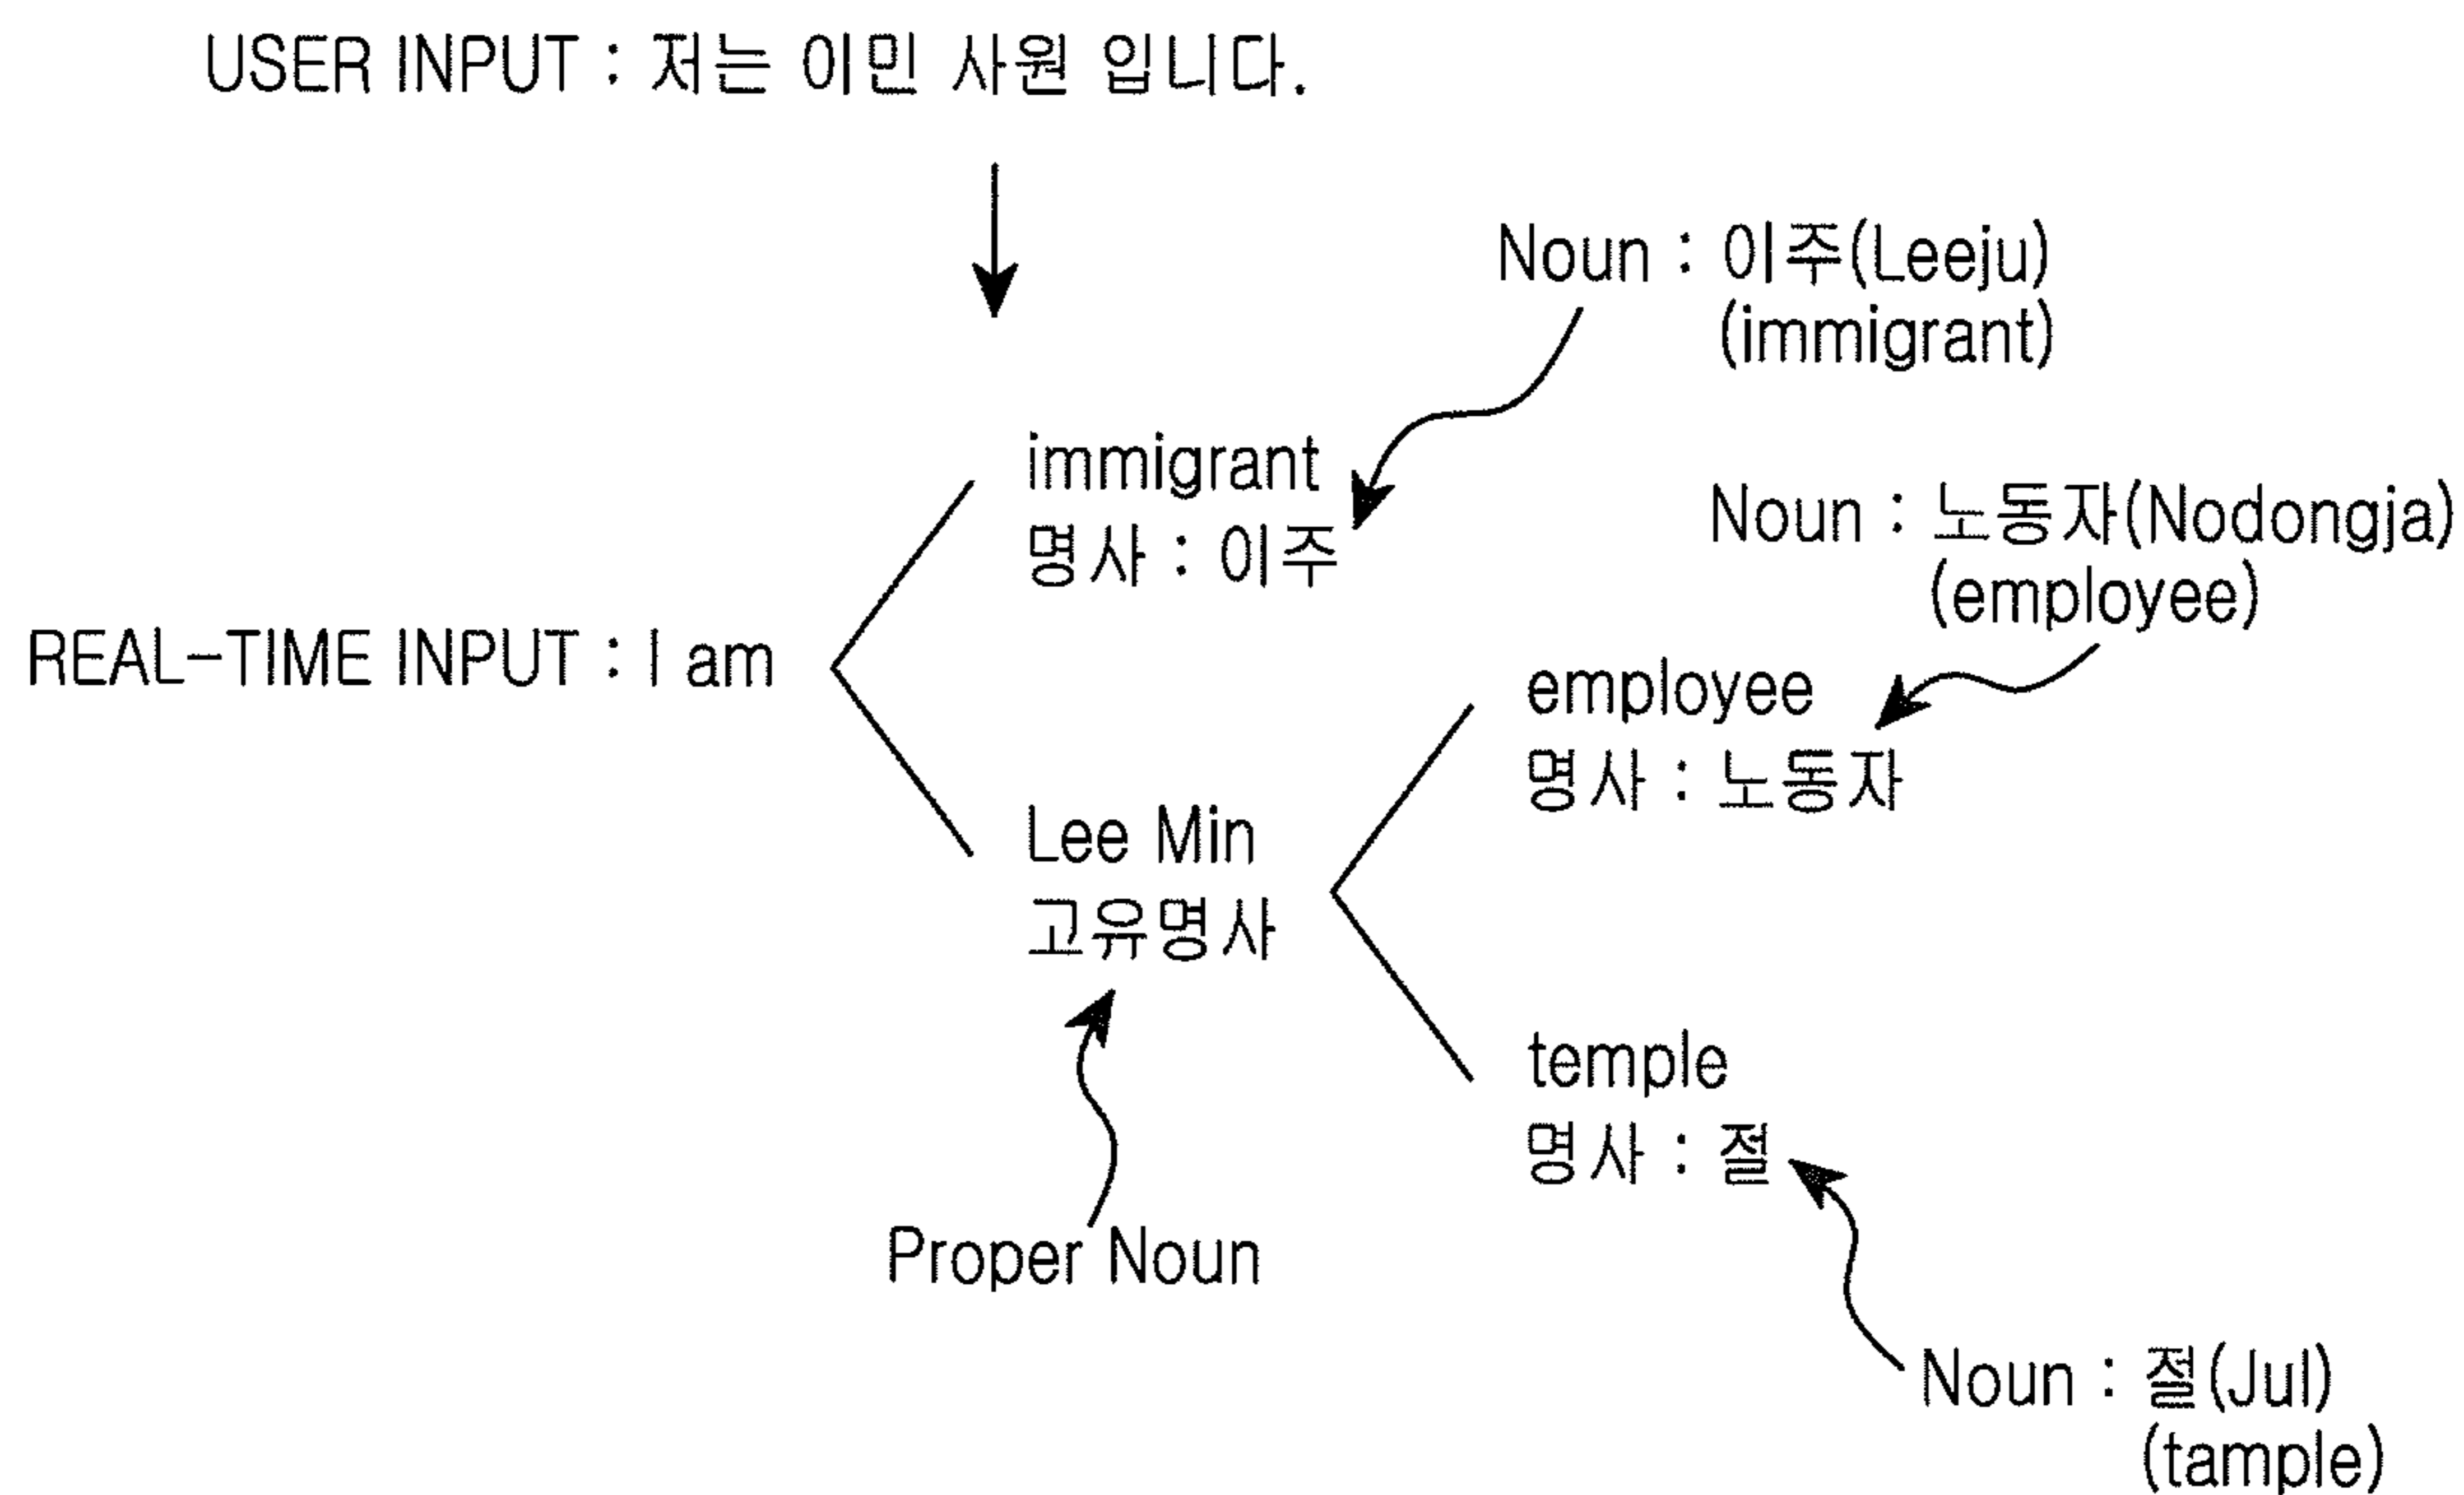 USER INPUT : 저는 이민 사원 입니다.
Noun : 이주(Leeju)
(immigrant)
immigrant
명사 : 이주
Noun : 노동자(Nodongja)
(employee)
REAL-TIME INPUT : I am
employee
명사 : 노동자
Lee Min
고유명사
temple
명사 : 절
Proper Noun
Noun : 절(Jul)
(tample)